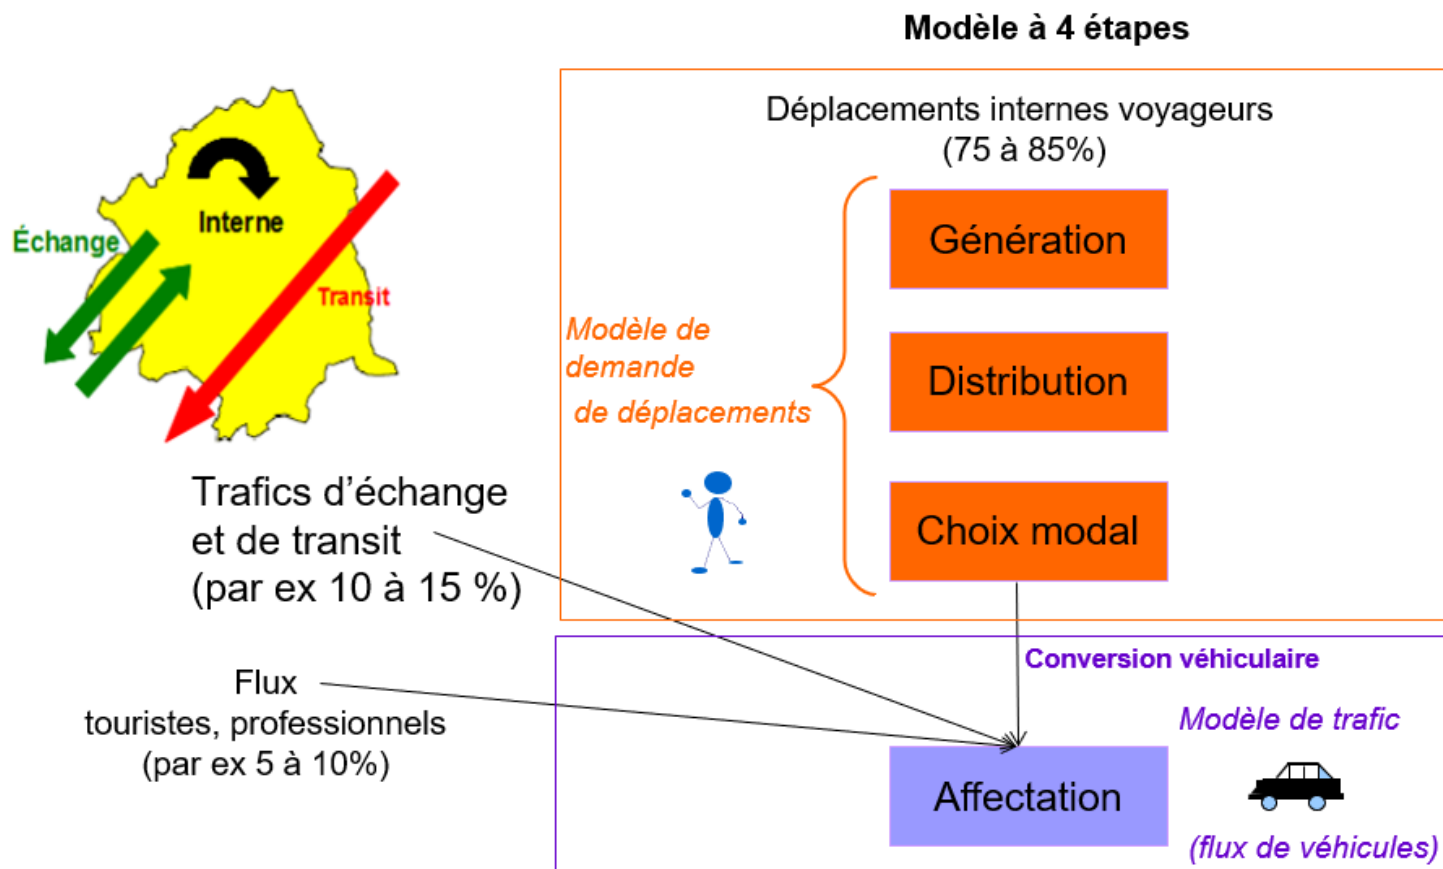 Modèle à 4 étapes
Déplacements internes voyageurs
(75 à 85%)
Interne
Échange
Transit
Génération
Modèle de
demande
de déplacements
Distribution
Choix modal
Trafics d’échange
et de transit
(par ex 10 à 15 %)
Conversion véhiculaire
Flux
touristes, professionnels
(par ex 5 à 10%)
Modèle de trafic
Affectation
(flux de véhicules)